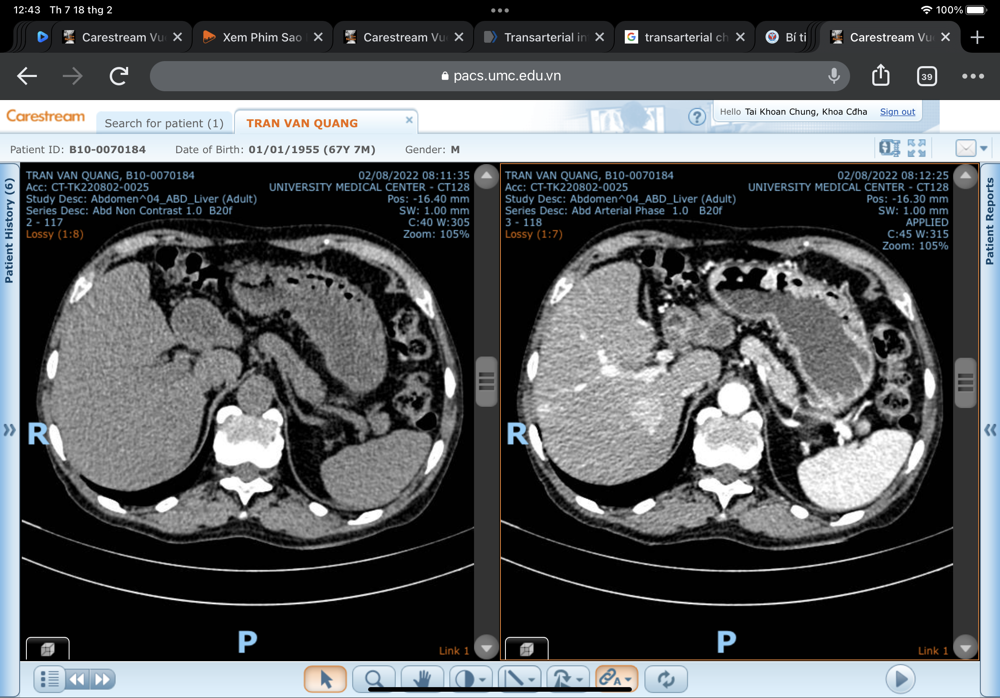 12:43 Th 7 18 thg 2
100%
Carestream Vue
Xem Phim Sao
Carestream Vue
Transarterial in
transarterial ch
Bí ti
Carestream Vu
pacs.umc.edu.vn
39
Carestream
Search for patient (1)
TRAN VAN QUANG
Hello Tai Khoan Chung, Khoa Cđha
Sign out
Patient ID: B10-0070184
Date of Birth: 01/01/1955 (67Y 7M)
Gender: M
Patient History (6)
TRAN VAN QUANG, B10-0070184
Acc: CT-TK220802-0025
Study Desc: Abdomen^04_ABD_Liver (Adult)
Series Desc: Abd Non Contrast 1.0 B20f
2 - 117
Lossy (1:8)
02/08/2022 08:11:35
UNIVERSITY MEDICAL CENTER - CT128
Pos: -16.40 mm
SW: 1.00 mm
C:40 W:305
Zoom: 105%
R
P
Link 1
TRAN VAN QUANG, B10-0070184
Acc: CT-TK220802-0025
Study Desc: Abdomen^04_ABD_Liver (Adult)
Series Desc: Abd Arterial Phase 1.0 B20f
3 - 118
Lossy (1:7)
02/08/2022 08:12:25
UNIVERSITY MEDICAL CENTER - CT128
Pos: -16.30 mm
SW: 1.00 mm
APPLIED
C:45 W:315
Zoom: 105%
R
P
Link 1
Patient Reports
A